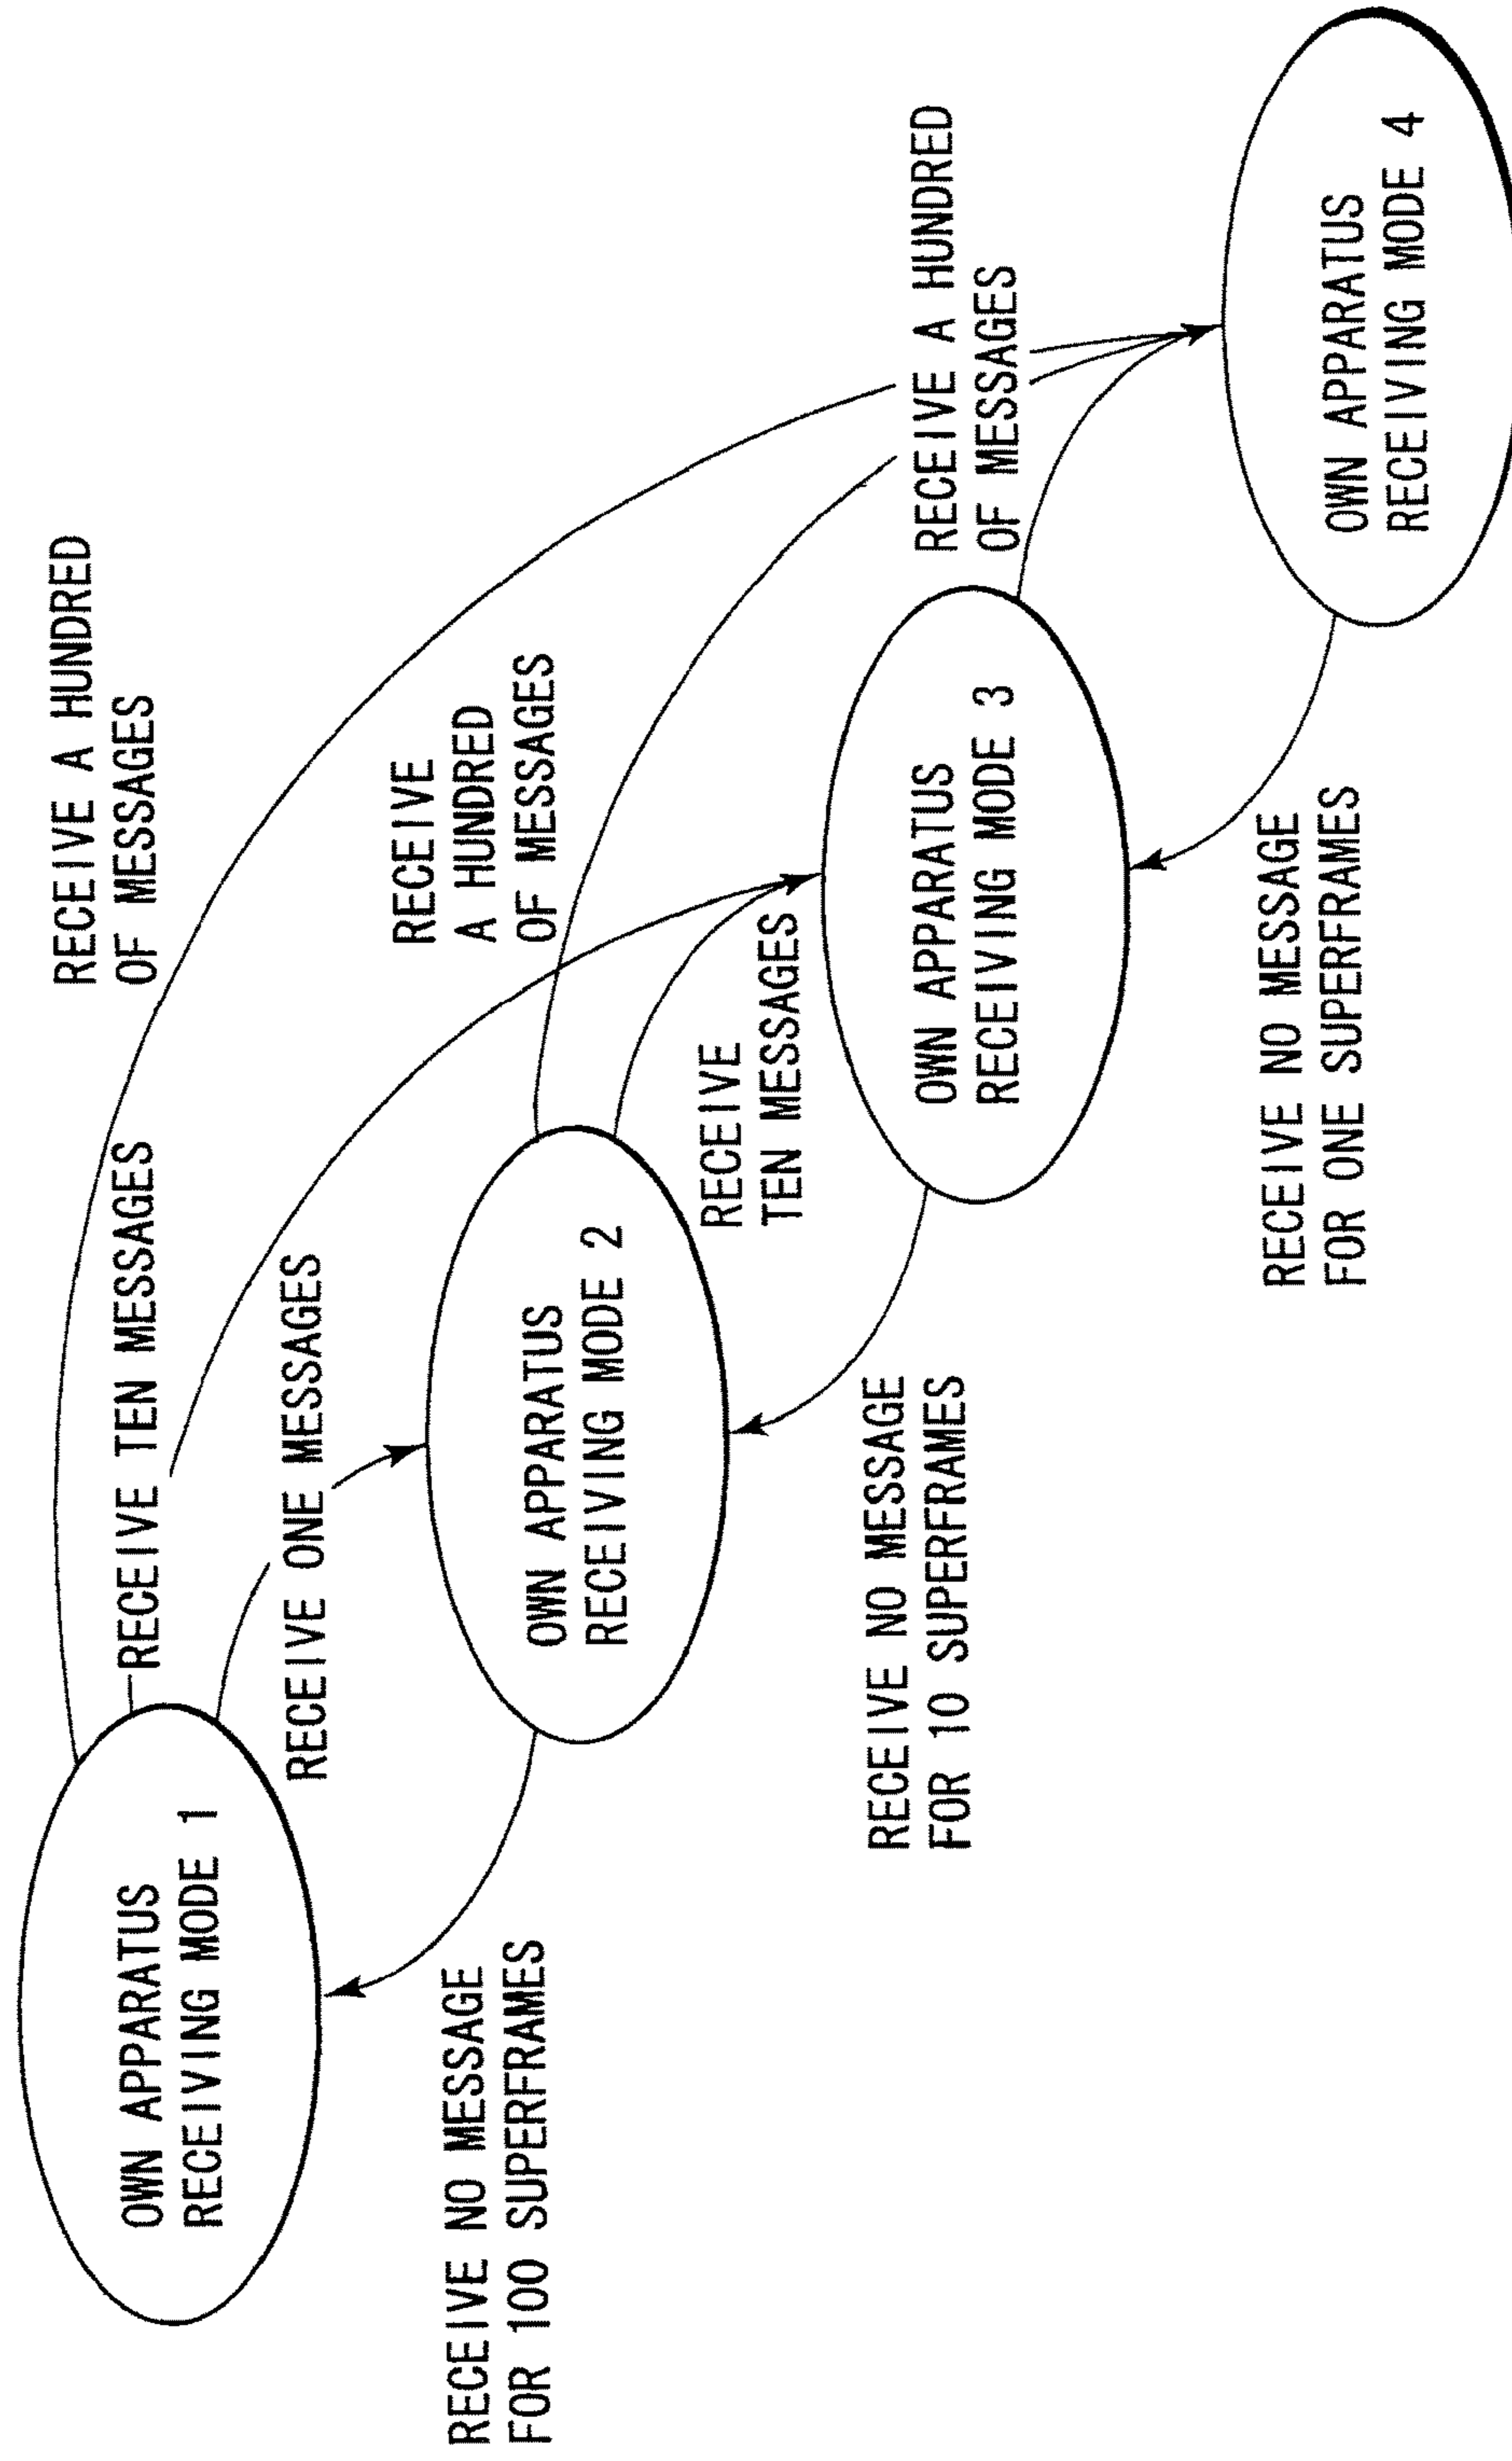 OWN APPARATUS
RECEIVING MODE 1
RECEIVE A HUNDRED
OF MESSAGES
RECEIVE TEN MESSAGES
RECEIVE ONE MESSAGES
RECEIVE NO MESSAGE
FOR 100 SUPERFRAMES
OWN APPARATUS
RECEIVING MODE 2
RECEIVE
A HUNDRED
OF MESSAGES
RECEIVE
TEN MESSAGES
RECEIVE NO MESSAGE
FOR 10 SUPERFRAMES
OWN APPARATUS
RECEIVING MODE 3
RECEIVE A HUNDRED
OF MESSAGES
RECEIVE NO MESSAGE
FOR ONE SUPERFRAMES
OWN APPARATUS
RECEIVING MODE 4